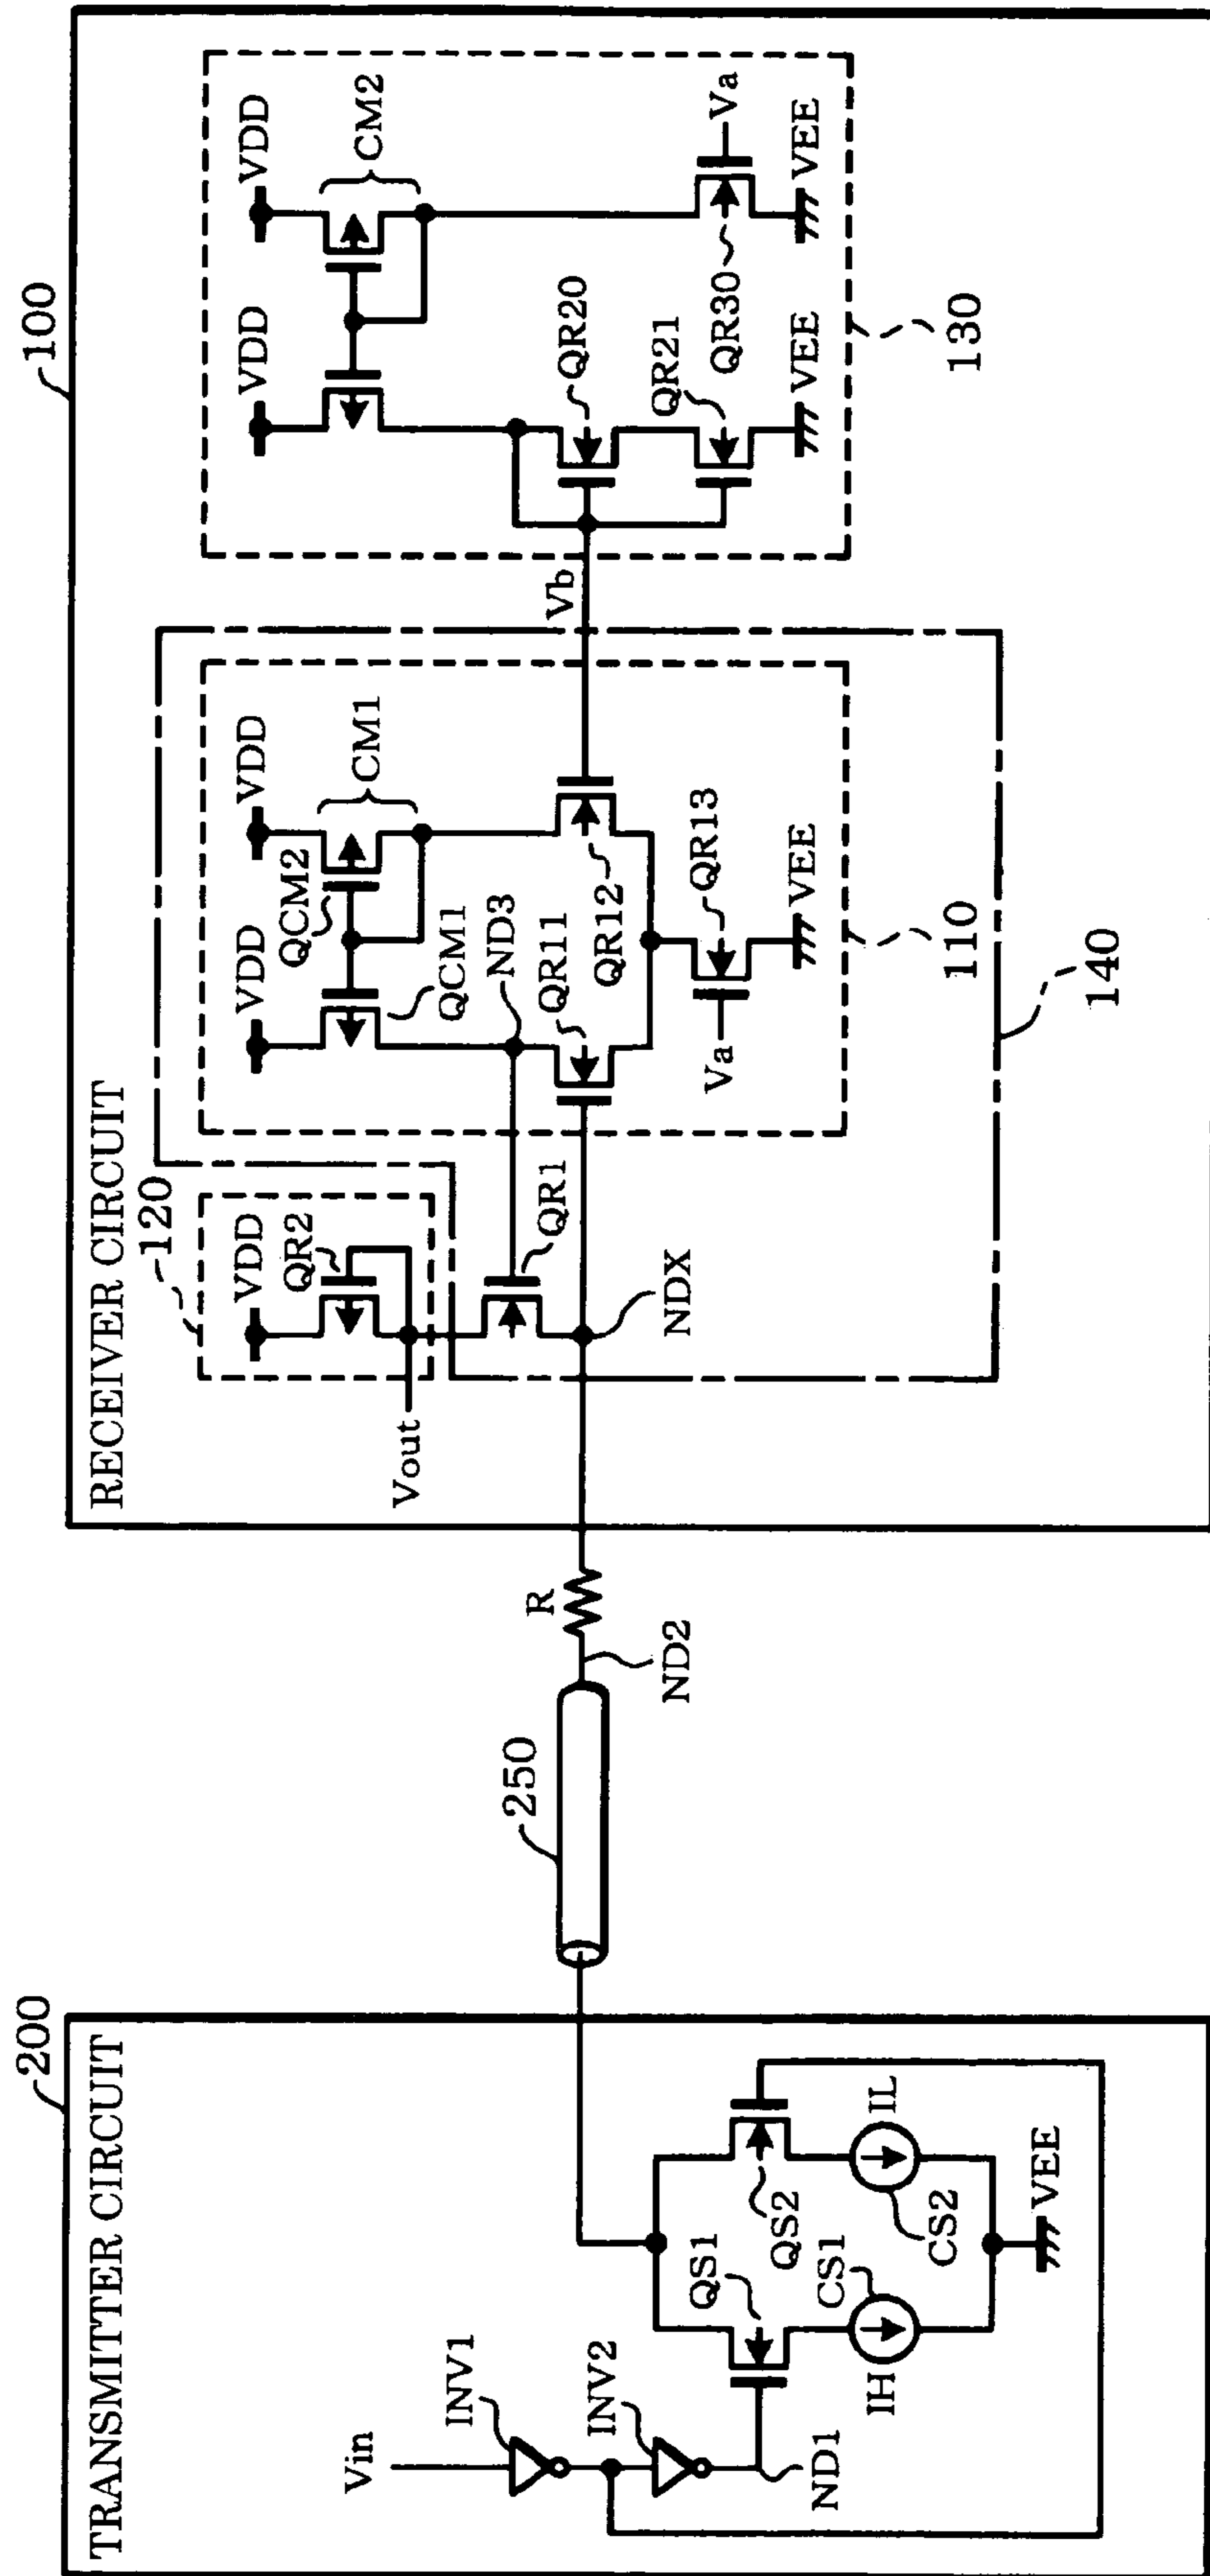 200
TRANSMITTER CIRCUIT
Vin
INV1
INV2
ND1
QS1
QS2
IH
CS1
CS2
IL
VEE
250
ND2
R
100
RECEIVER CIRCUIT
120
VDD
QR2
Vout
QR1
NDX
VDD
VDD
QCM2
CM1
QCM1
ND3
QR11
QR12
QR13
Va
VEE
110
140
Vb
VDD
VDD
CM2
QR20
QR21
QR30
Va
VEE
VEE
130